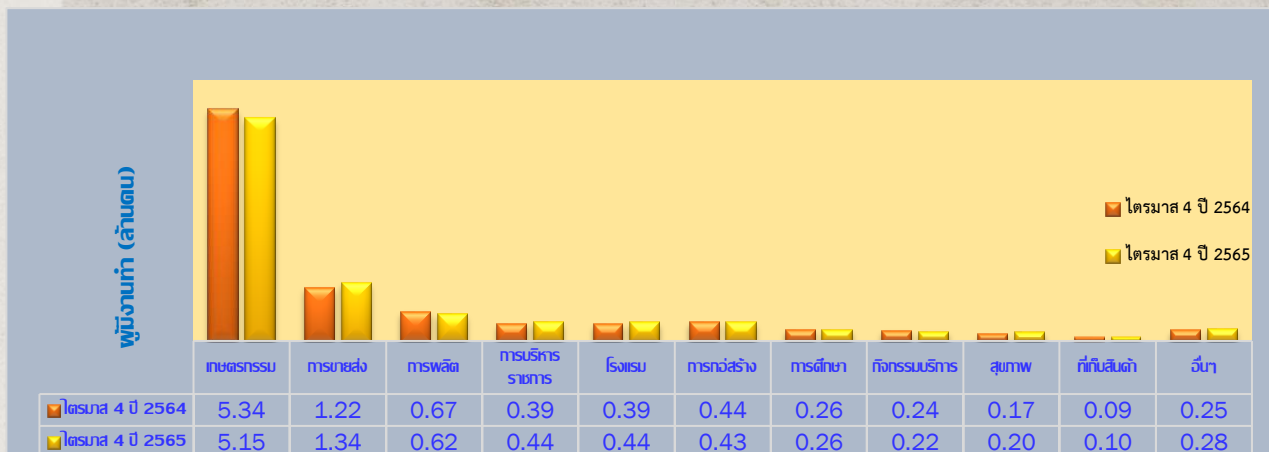 ผู้มีงานทำ (ล้านคน)
ไตรมาส 4 ปี 2564
ไตรมาส 4 ปี 2565
เกษตรกรรม การขายส่ง การผลิต การบริหาร โรงแรม การกอ่สร้าง การศึกษา กิจกรรมบริการ สุขภาพ ที่เก็บสินค้า อื่นๆ
ราชการ
ไตรมาส 4 ปี 2564 5.34 1.22 0.67 0.39 0.39 0.44 0.26 0.24 0.17 0.09 0.25
ไตรมาส 4 ปี 2565 5.15 1.34 0.62 0.44 0.44 0.43 0.26 0.22 0.20 0.10 0.28